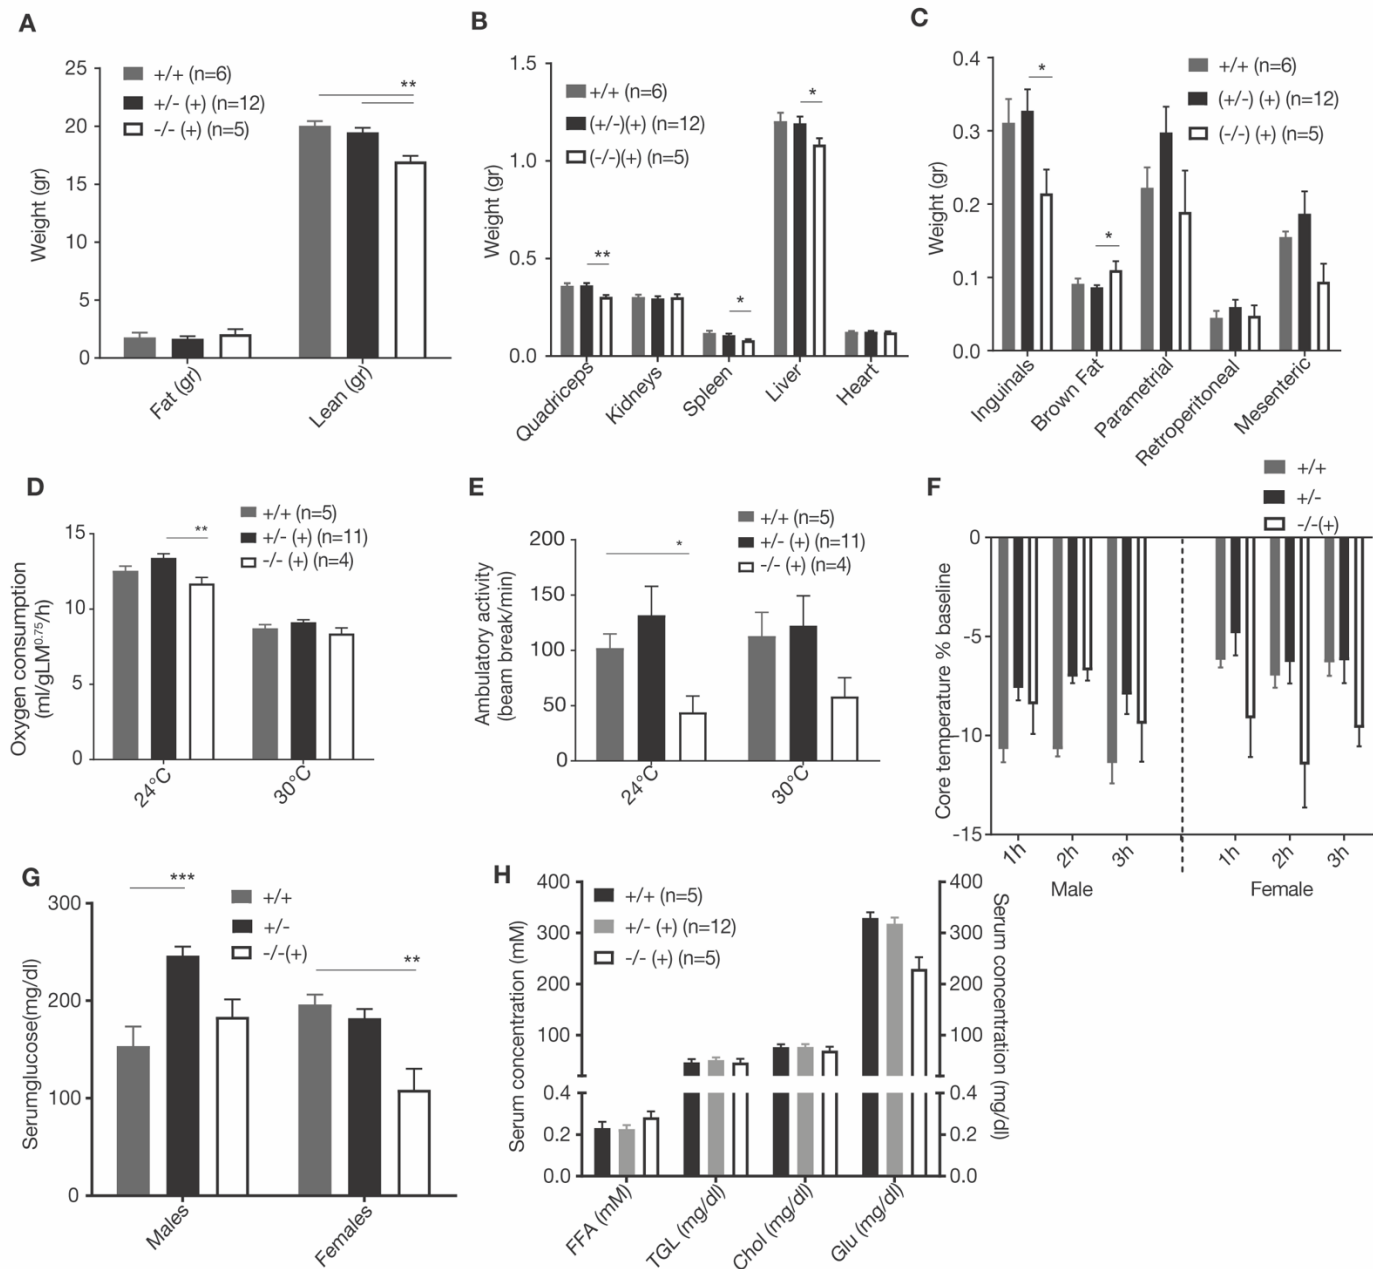 A
25
20
15
10
5
0
Weight (gr)
+/+ (n=6)
+/- (+) (n=12)
-/- (+) (n=5)
**
Fat (gr)
Lean (gr)
B
1.5
1.0
0.5
0.0
Weight (gr)
+/+ (n=6)
(+/-)(+) (n=12)
(-/-)(+) (n=5)
**
*
*
Quadriceps
Kidneys
Spleen
Liver
Heart
C
0.4
0.3
0.2
0.1
0.0
Weight (gr)
+/+ (n=6)
(+/-) (+) (n=12)
(-/-) (+) (n=5)
*
*
Inguinals
Brown Fat
Parametrial
Retroperitoneal
Mesenteric
D
15
10
5
0
Oxygen consumption
(ml/gLM0.75/h)
+/+ (n=5)
+/- (+) (n=11)
-/- (+) (n=4)
**
24°C
30°C
E
200
150
100
50
0
Ambulatory activity
(beam break/min)
+/+ (n=5)
+/- (+) (n=11)
-/- (+) (n=4)
*
24°C
30°C
F
+/+
+/-
-/-(+)
0
-5
-10
-15
Core temperature % baseline
1h
2h
3h
1h
2h
3h
Male
Female
G
300
200
100
0
Serumglucose(mg/dl)
***
+/+
+/-
-/-(+)
**
Males
Females
H
400
300
200
100
0.4
0.2
0.0
Serum concentration (mM)
+/+ (n=5)
+/- (+) (n=12)
-/- (+) (n=5)
400
300
200
100
0.4
0.2
0.0
Serum concentration (mg/dl)
FFA (mM)
TGL (mg/dl)
Chol (mg/dl)
Glu (mg/dl)